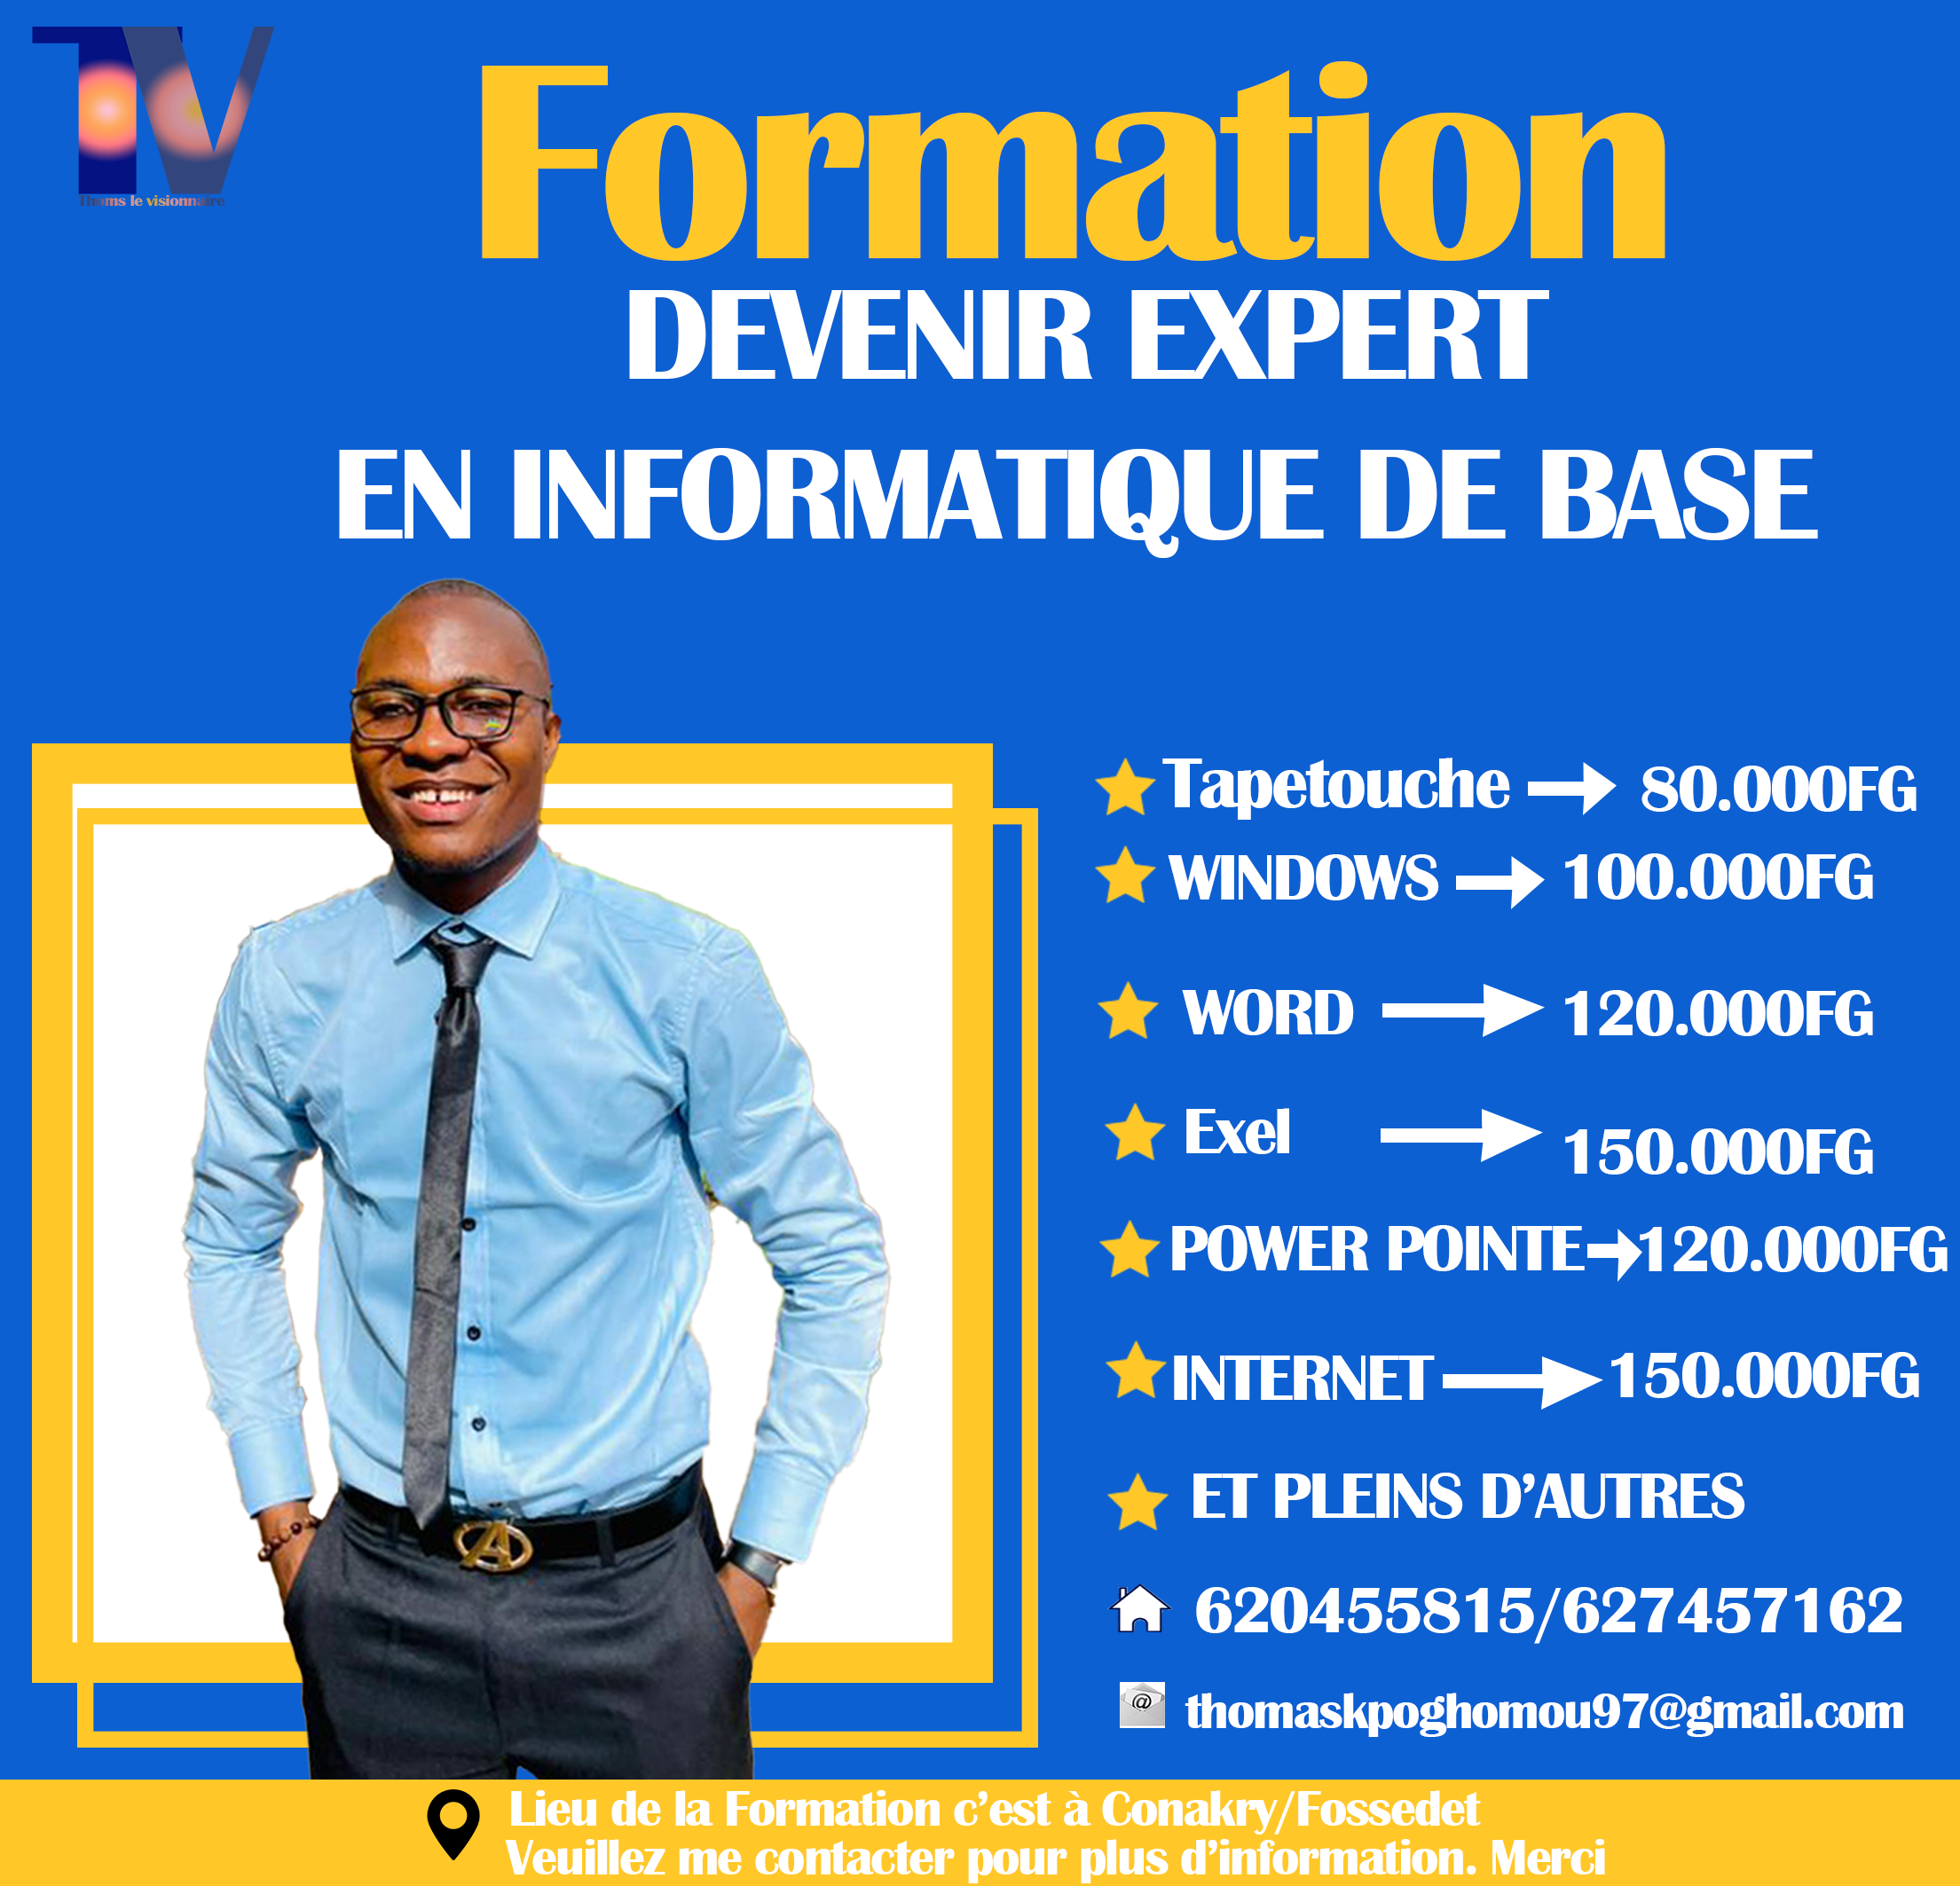 TV
Thoms le visionnaire
Formation
DEVENIR EXPERT
EN INFORMATIQUE DE BASE
Tapetouche 80.000FG
WINDOWS 100.000FG
WORD 120.000FG
Exel 150.000FG
POWER POINTE 120.000FG
INTERNET 150.000FG
ET PLEINS D'AUTRES
620455815/627457162
@ thomaskpoghomou97@gmail.com
Lieu de la Formation c'est à Conakry/Fossedet
Veuillez me contacter pour plus d'information. Merci